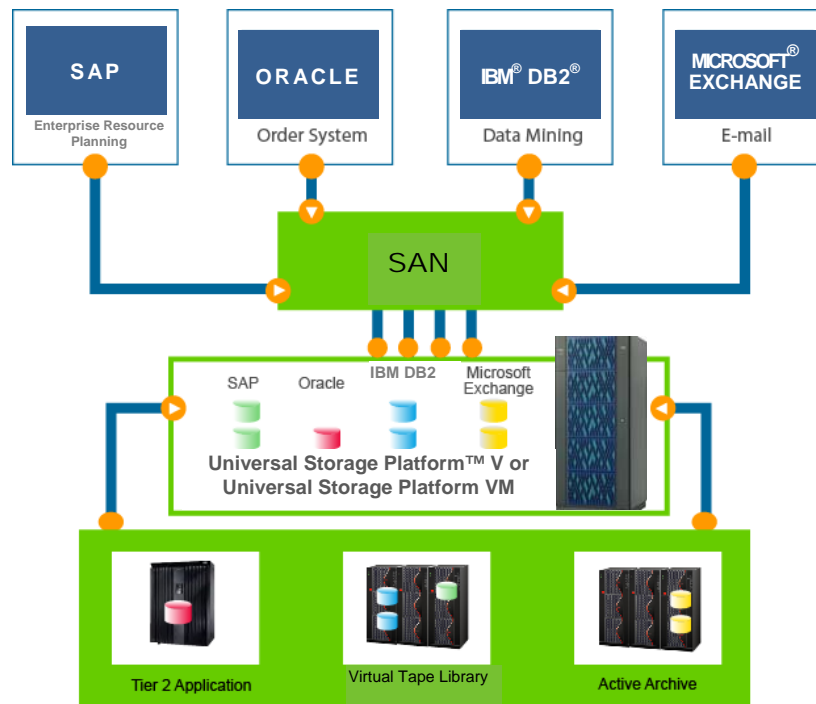 SAP
Enterprise Resource
Planning
ORACLE
Order System
IBM® DB2®
Data Mining
MICROSOFT®
EXCHANGE
E-mail
SAN
SAP
Oracle
IBM DB2
Microsoft
Exchange
Universal Storage Platform™ V or
Universal Storage Platform VM
Tier 2 Application
Virtual Tape Library
Active Archive